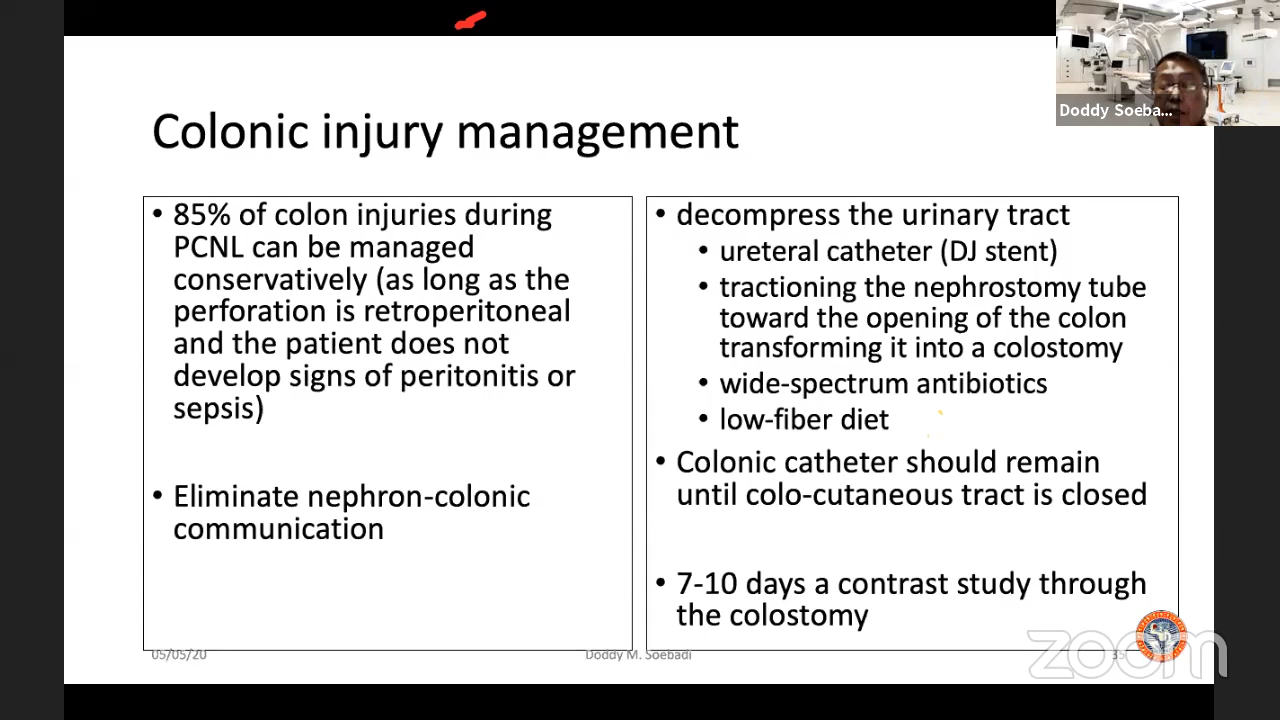 Doddy Soeba...
Colonic injury management
• 85% of colon injuries during
PCNL can be managed
conservatively (as long as the
perforation is retroperitoneal
and the patient does not
develop signs of peritonitis or
sepsis)
• Eliminate nephron-colonic
communication
• decompress the urinary tract
• ureteral catheter (DJ stent)
• tractioning the nephrostomy tube
toward the opening of the colon
transforming it into a colostomy
• wide-spectrum antibiotics
• low-fiber diet
• Colonic catheter should remain
until colo-cutaneous tract is closed
• 7-10 days a contrast study through
the colostomy
05/05/20
Doddy M. Soebadi
zoom